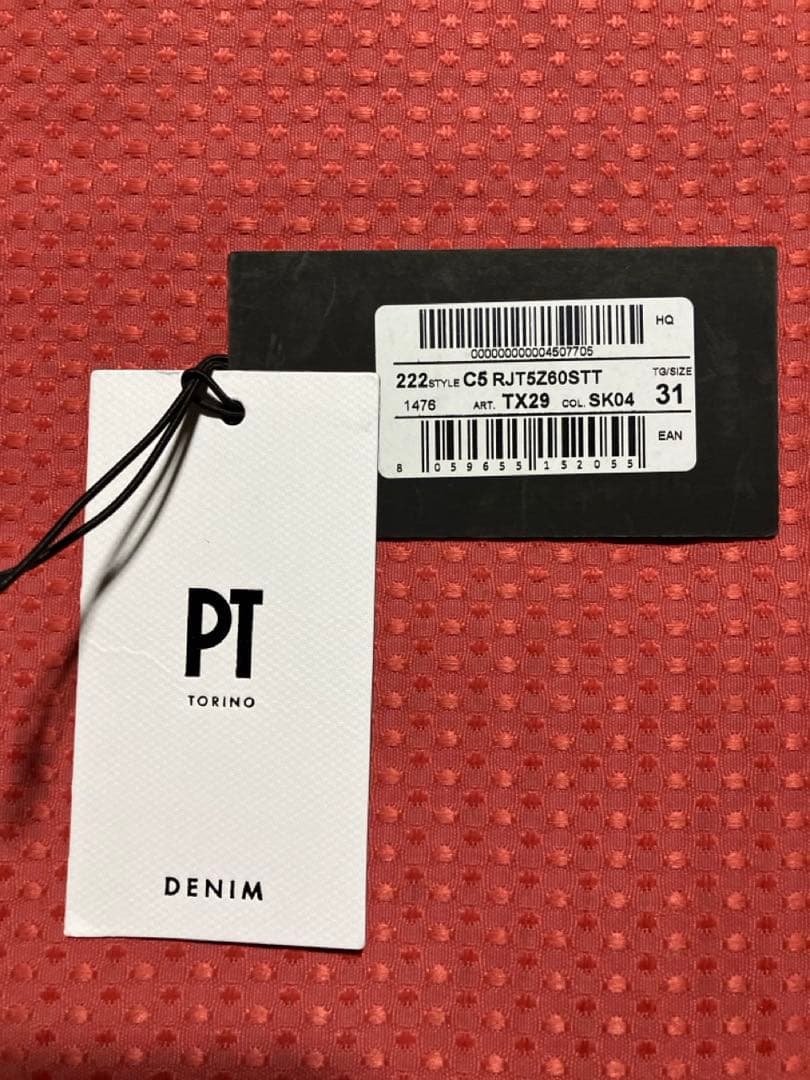 HQ
000000000004507705
222 STYLE C5 RJT5Z60STT TG/SIZE
1476 ART. TX29 COL. SK04 31
EAN
8 059655 152055
PT
TORINO
DENIM